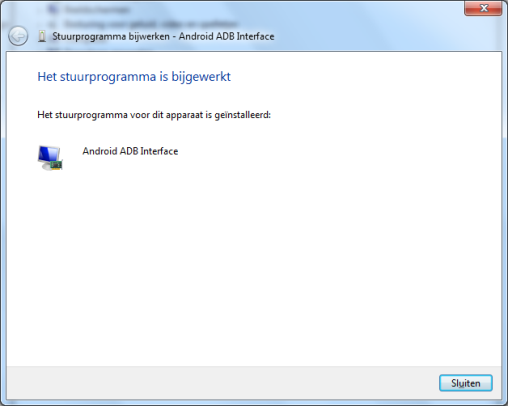 Stuurprogramma bijwerken - Android ADB Interface
Het stuurprogramma is bijgewerkt
Het stuurprogramma voor dit apparaat is geïnstalleerd:
Android ADB Interface
Sluiten